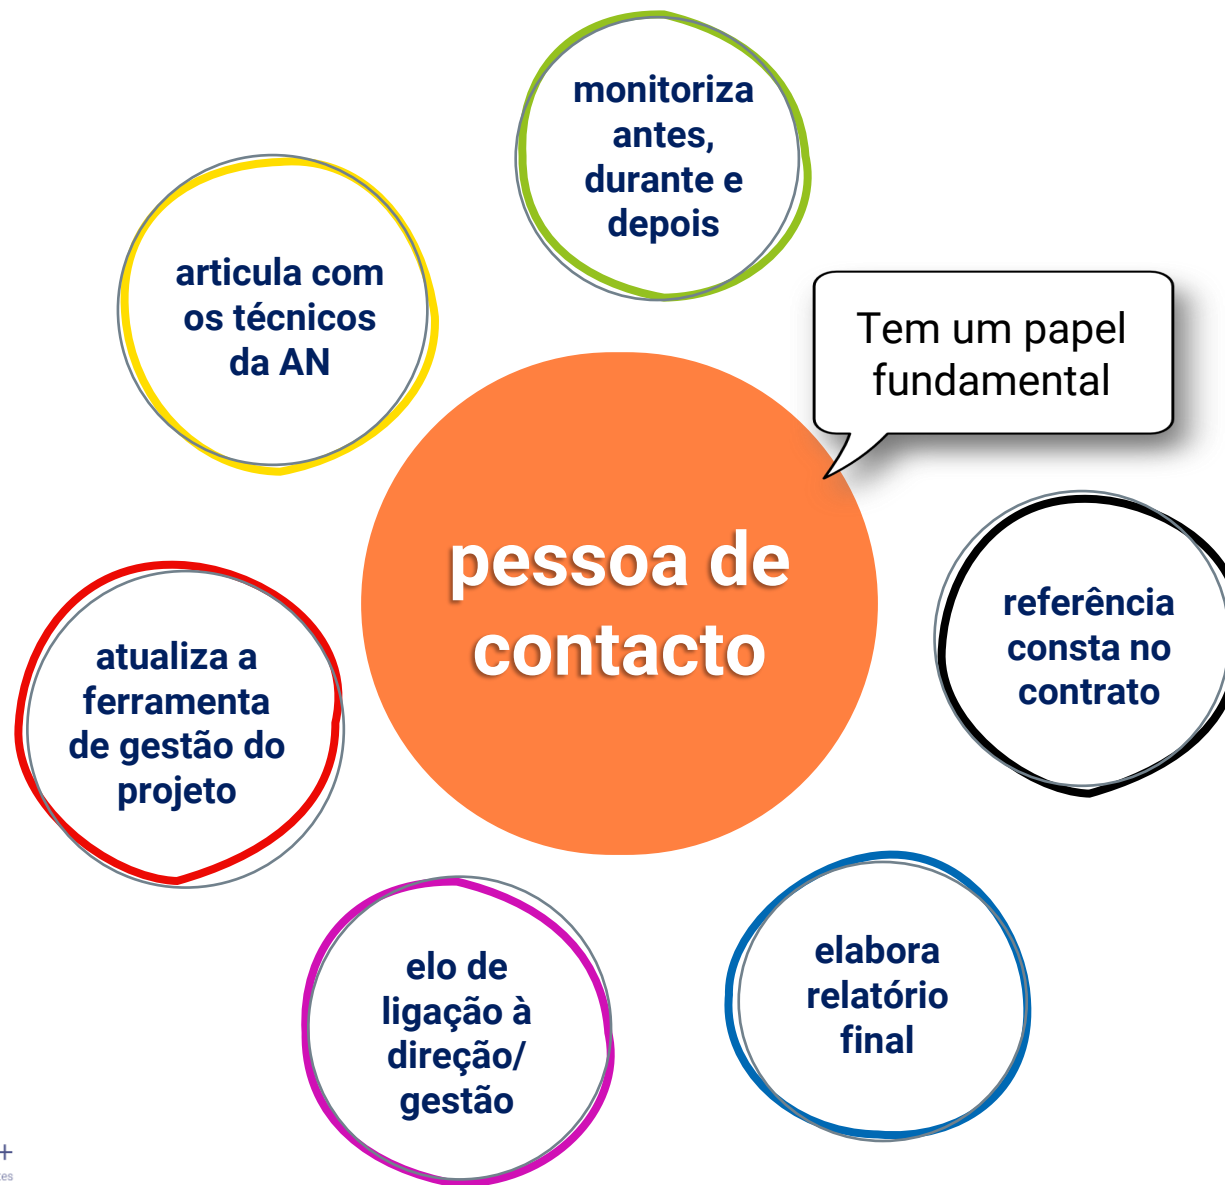 monitoriza
antes,
durante e
depois
articula com
os técnicos
da AN
Tem um papel
fundamental
pessoa de
contacto
referência
consta no
contrato
atualiza a
ferramenta
de gestão do
projeto
elo de
ligação à
direção/
gestão
elabora
relatório
final
+